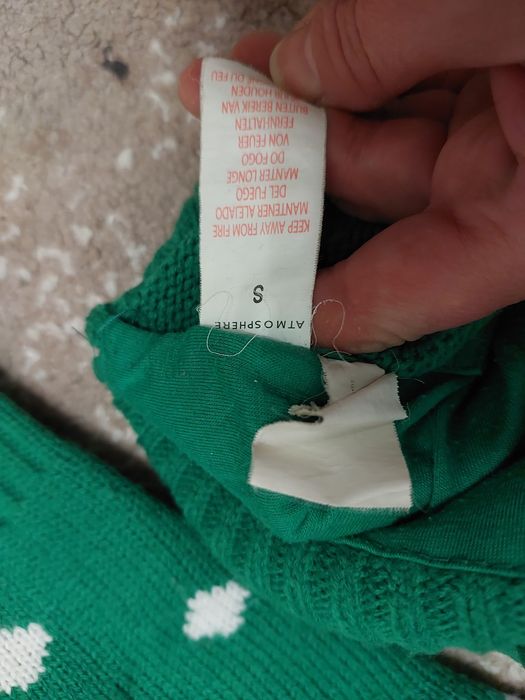 ATMOSPHERE
S
KEEP AWAY FROM FIRE
MANTENER ALEJADO
DEL FUEGO
MANTER LONGE
DO FOGO
VON FEUER
FERNHALTEN
BUITEN BEREIK VAN
HOUDEN
DU FEU